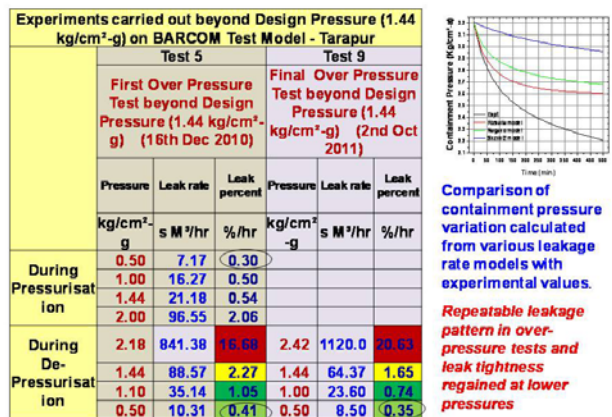 Experiments carried out beyond Design Pressure (1.44
kg/cm²-g) on BARCOM Test Model - Tarapur
Test 5 Test 9
First Over Pressure
Test beyond Design
Pressure (1.44 kg/cm²-
g) (16th Dec 2010)
Final Over Pressure
Test beyond Design
Pressure (1.44
kg/cm²-g) (2nd Oct
2011)
Pressure Leak rate Leak percent Pressure Leak rate Leak percent
kg/cm²-g s M³/hr %/hr kg/cm²-g s M³/hr %/hr
During
Pressurisat
ion
0.50 7.17 0.30
1.00 16.27 0.50
1.44 21.18 0.54
2.00 96.55 2.06
During
De-
Pressurisat
ion
2.18 841.38 16.68 2.42 1120.0 20.63
1.44 88.57 2.27 1.44 64.37 1.65
1.10 35.14 1.05 1.00 23.60 0.74
0.50 10.31 0.41 0.50 8.50 0.35
Containment Pressure (Kg/cm²-a)
Time (min)
Comparison of
containment pressure
variation calculated
from various leakage
rate models with
experimental values.
Repeatable leakage
pattern in over-
pressure tests and
leak tightness
regained at lower
pressures